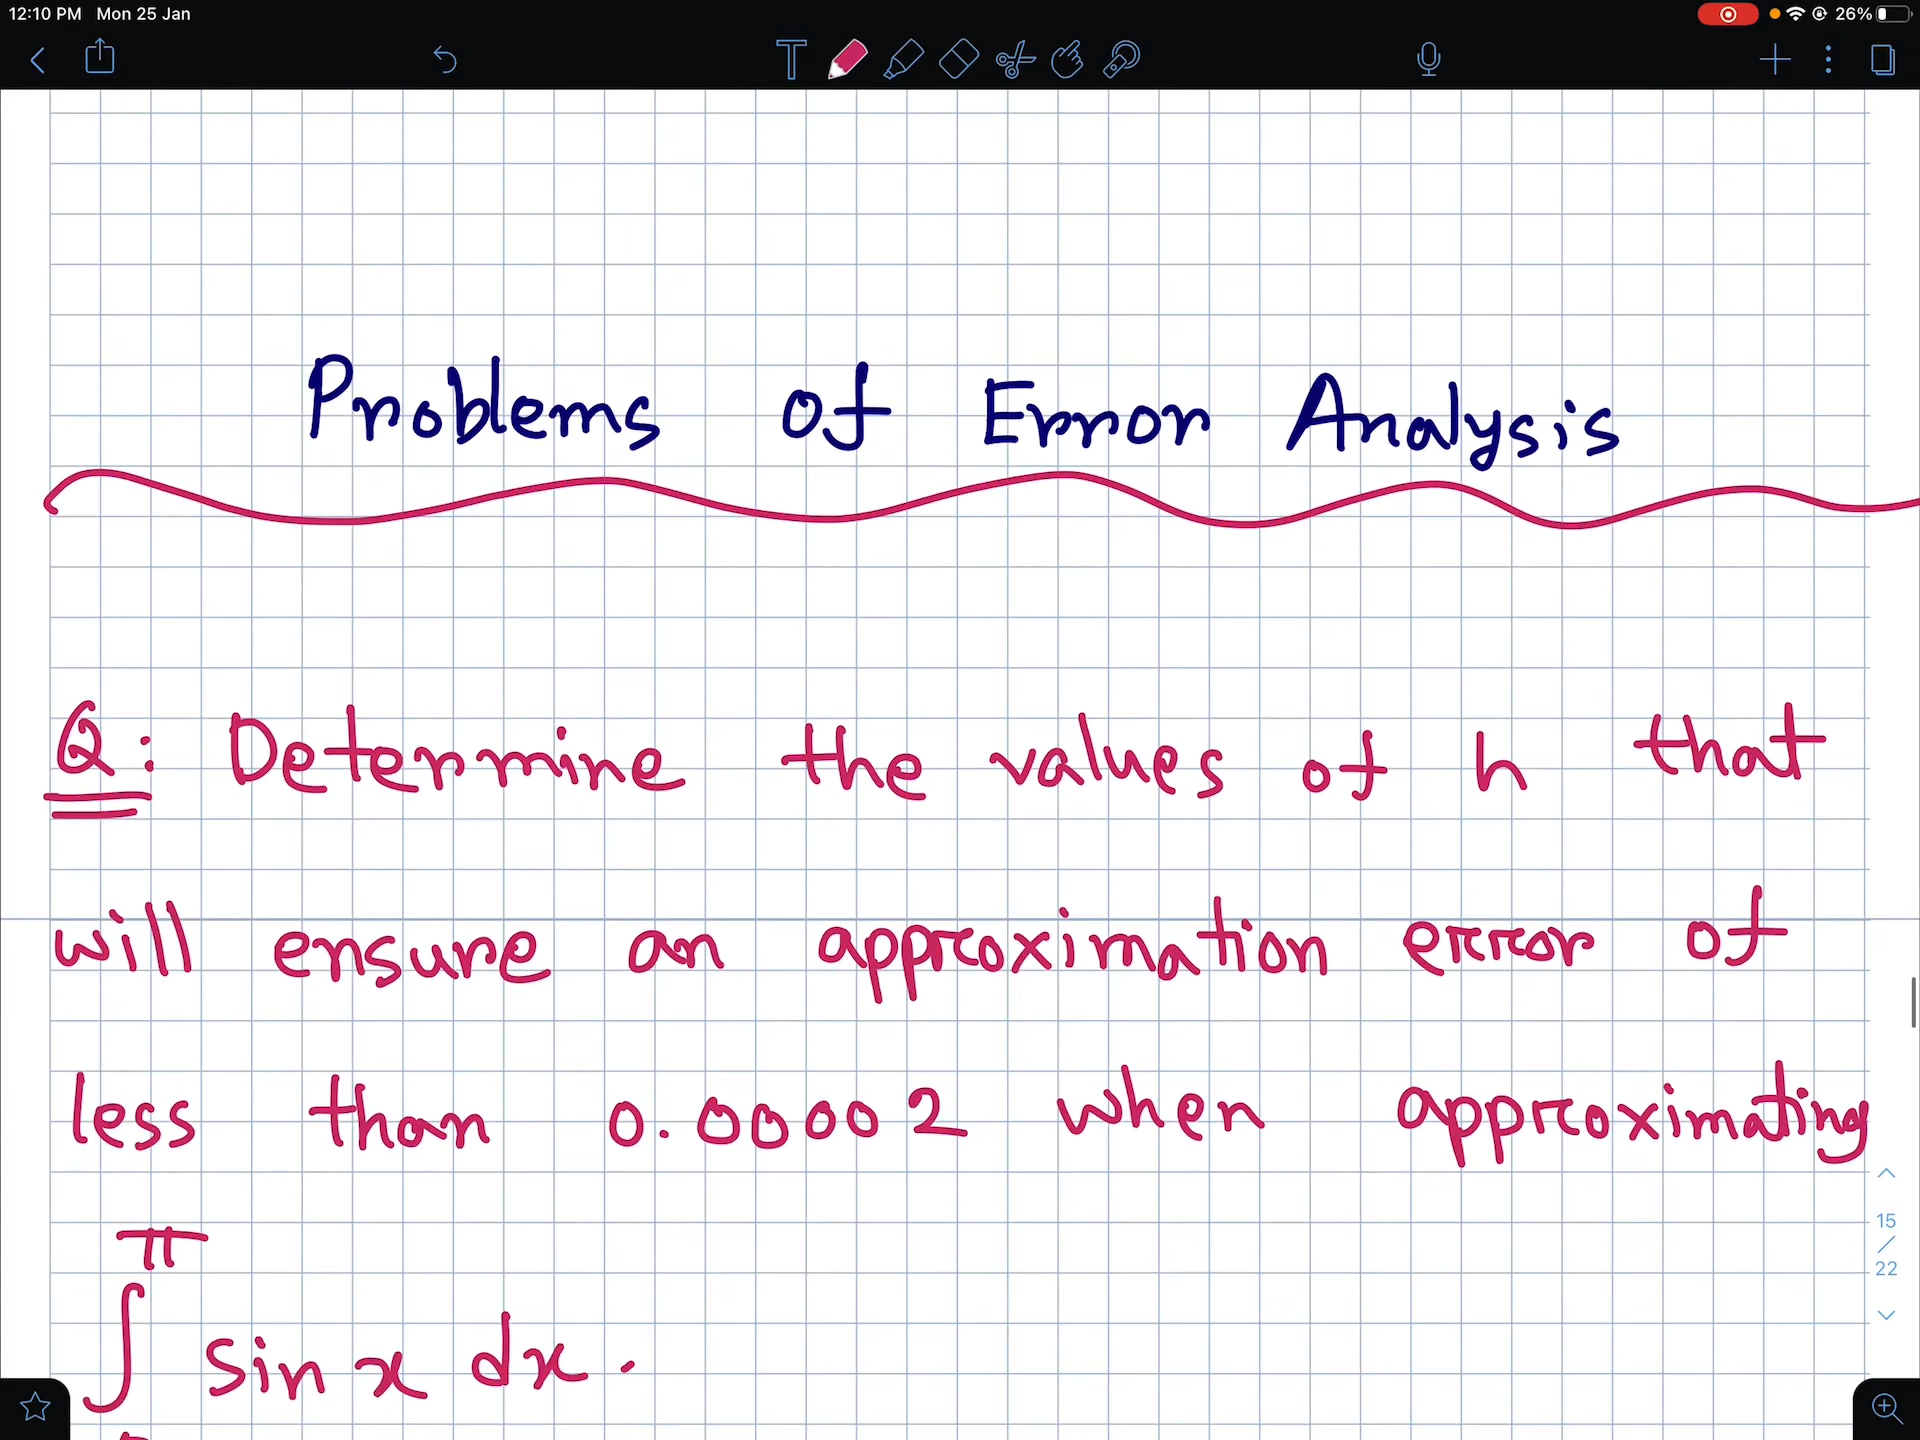 12:10 PM Mon 25 Jan
26%
Problems of Error Analysis
Q: Determine the values of h that
will ensure an approximation error of
less than 0.00002 when approximating
π
∫ sin x dx.
15
/
22